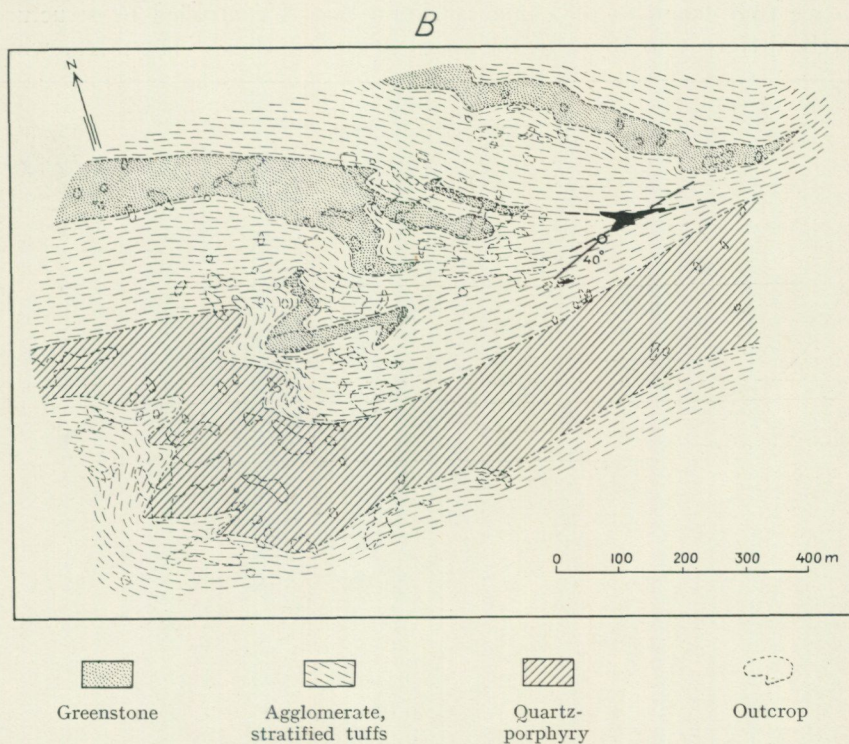 B
N
40°
0 100 200 300 400 m
Greenstone
Agglomerate,
stratified tuffs
Quartz-
porphyry
Outcrop